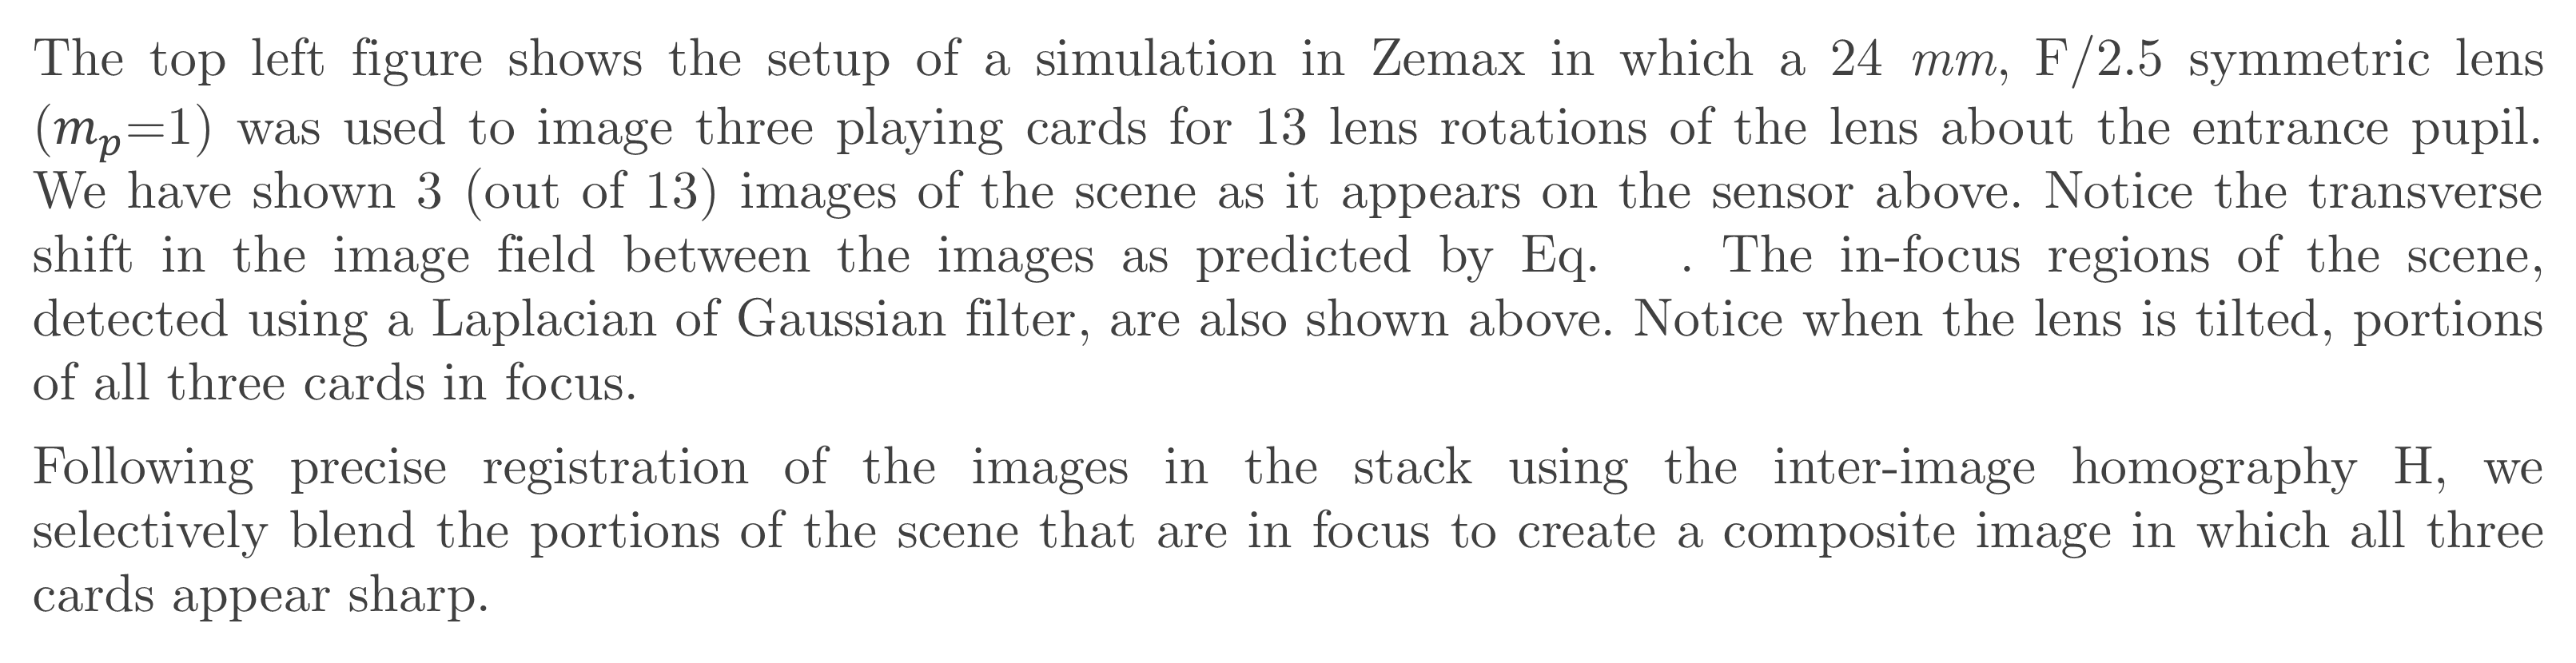 The top left figure shows the setup of a simulation in Zemax in which a 24 mm, F/2.5 symmetric lens
(mₚ=1) was used to image three playing cards for 13 lens rotations of the lens about the entrance pupil.
We have shown 3 (out of 13) images of the scene as it appears on the sensor above. Notice the transverse
shift in the image field between the images as predicted by Eq.   . The in-focus regions of the scene,
detected using a Laplacian of Gaussian filter, are also shown above. Notice when the lens is tilted, portions
of all three cards in focus.
Following precise registration of the images in the stack using the inter-image homography H, we
selectively blend the portions of the scene that are in focus to create a composite image in which all three
cards appear sharp.